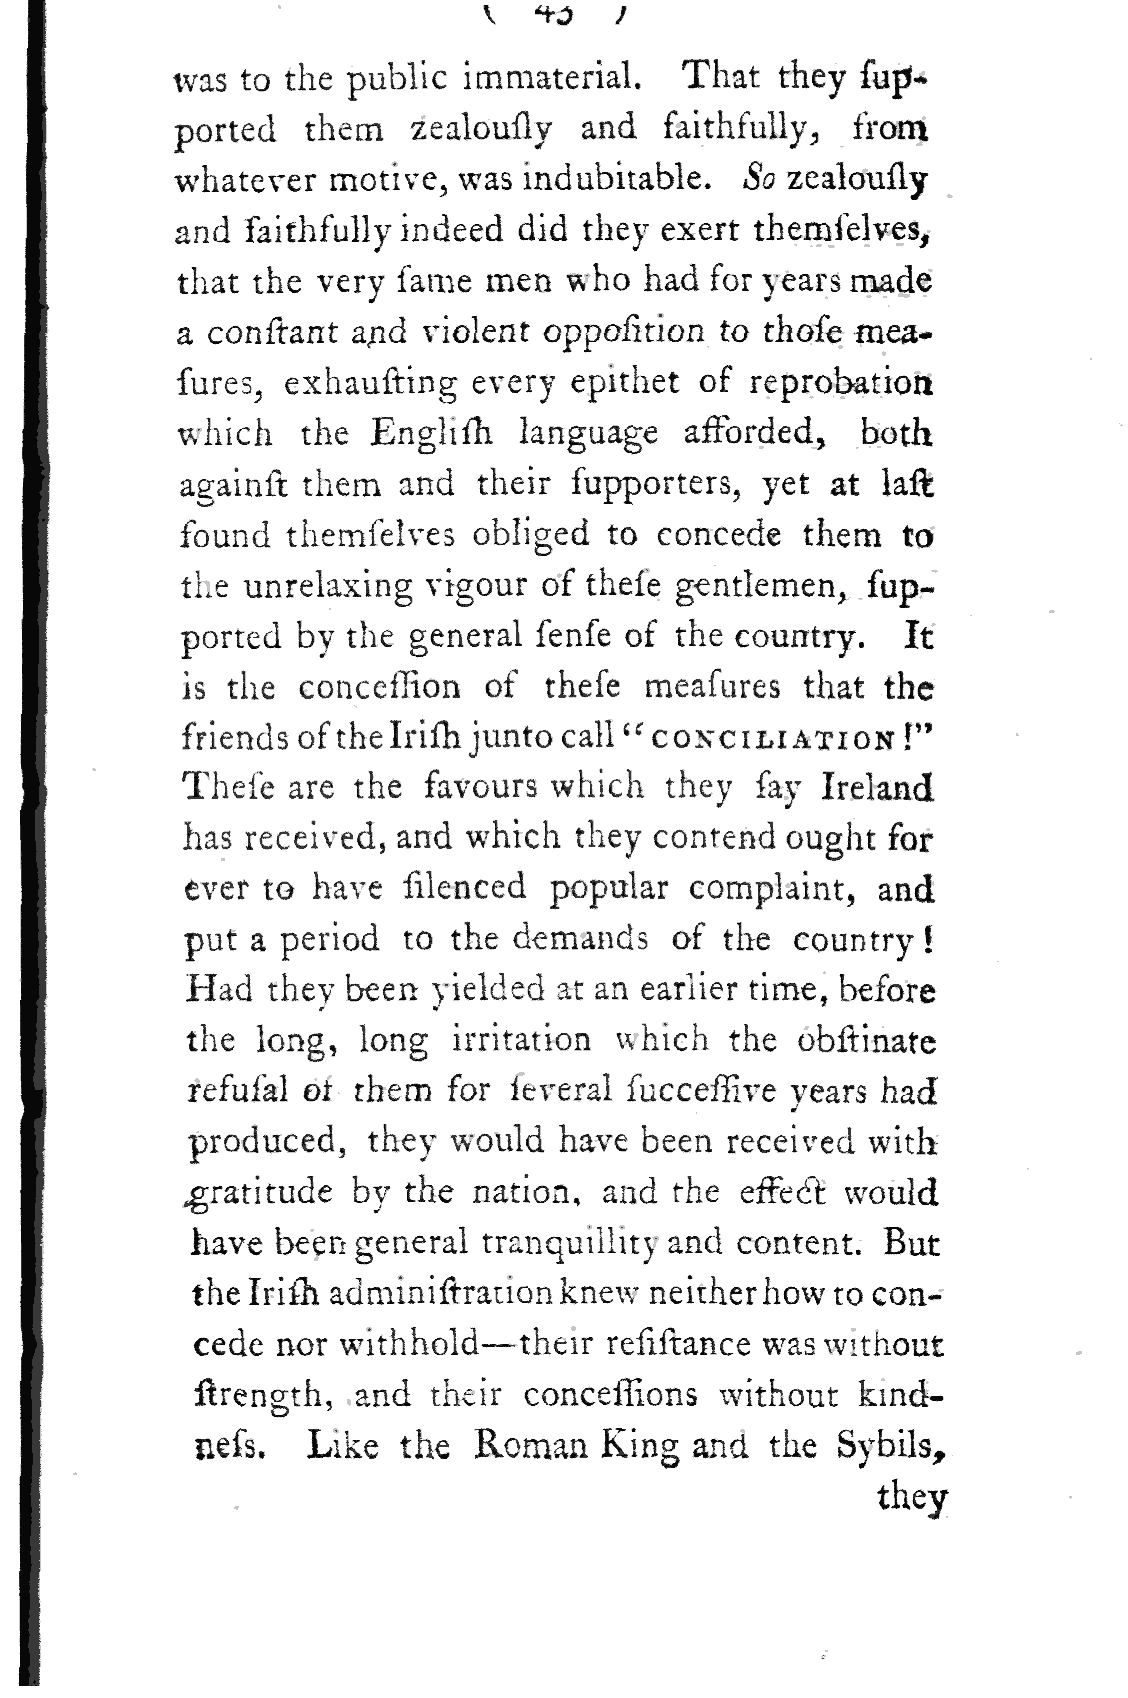 was to the public immaterial. That they ſup-
ported them zealouſly and faithfully, from
whatever motive, was indubitable. So zealouſly
and faithfully indeed did they exert themſelves,
that the very ſame men who had for years made
a conſtant and violent oppoſition to thoſe mea-
ſures, exhauſting every epithet of reprobation
which the Engliſh language afforded, both
againſt them and their ſupporters, yet at laſt
found themſelves obliged to concede them to
the unrelaxing vigour of theſe gentlemen, ſup-
ported by the general ſenſe of the country. It
is the conceſſion of theſe meaſures that the
friends of the Iriſh junto call “CONCILIATION!”
Theſe are the favours which they ſay Ireland
has received, and which they contend ought for
ever to have ſilenced popular complaint, and
put a period to the demands of the country!
Had they been yielded at an earlier time, before
the long, long irritation which the obſtinate
refuſal of them for ſeveral ſucceſſive years had
produced, they would have been received with
gratitude by the nation, and the effect would
have been general tranquillity and content. But
the Iriſh adminiſtration knew neither how to con-
cede nor withhold—their reſiſtance was without
ſtrength, and their conceſſions without kind-
neſs. Like the Roman King and the Sybils,
they